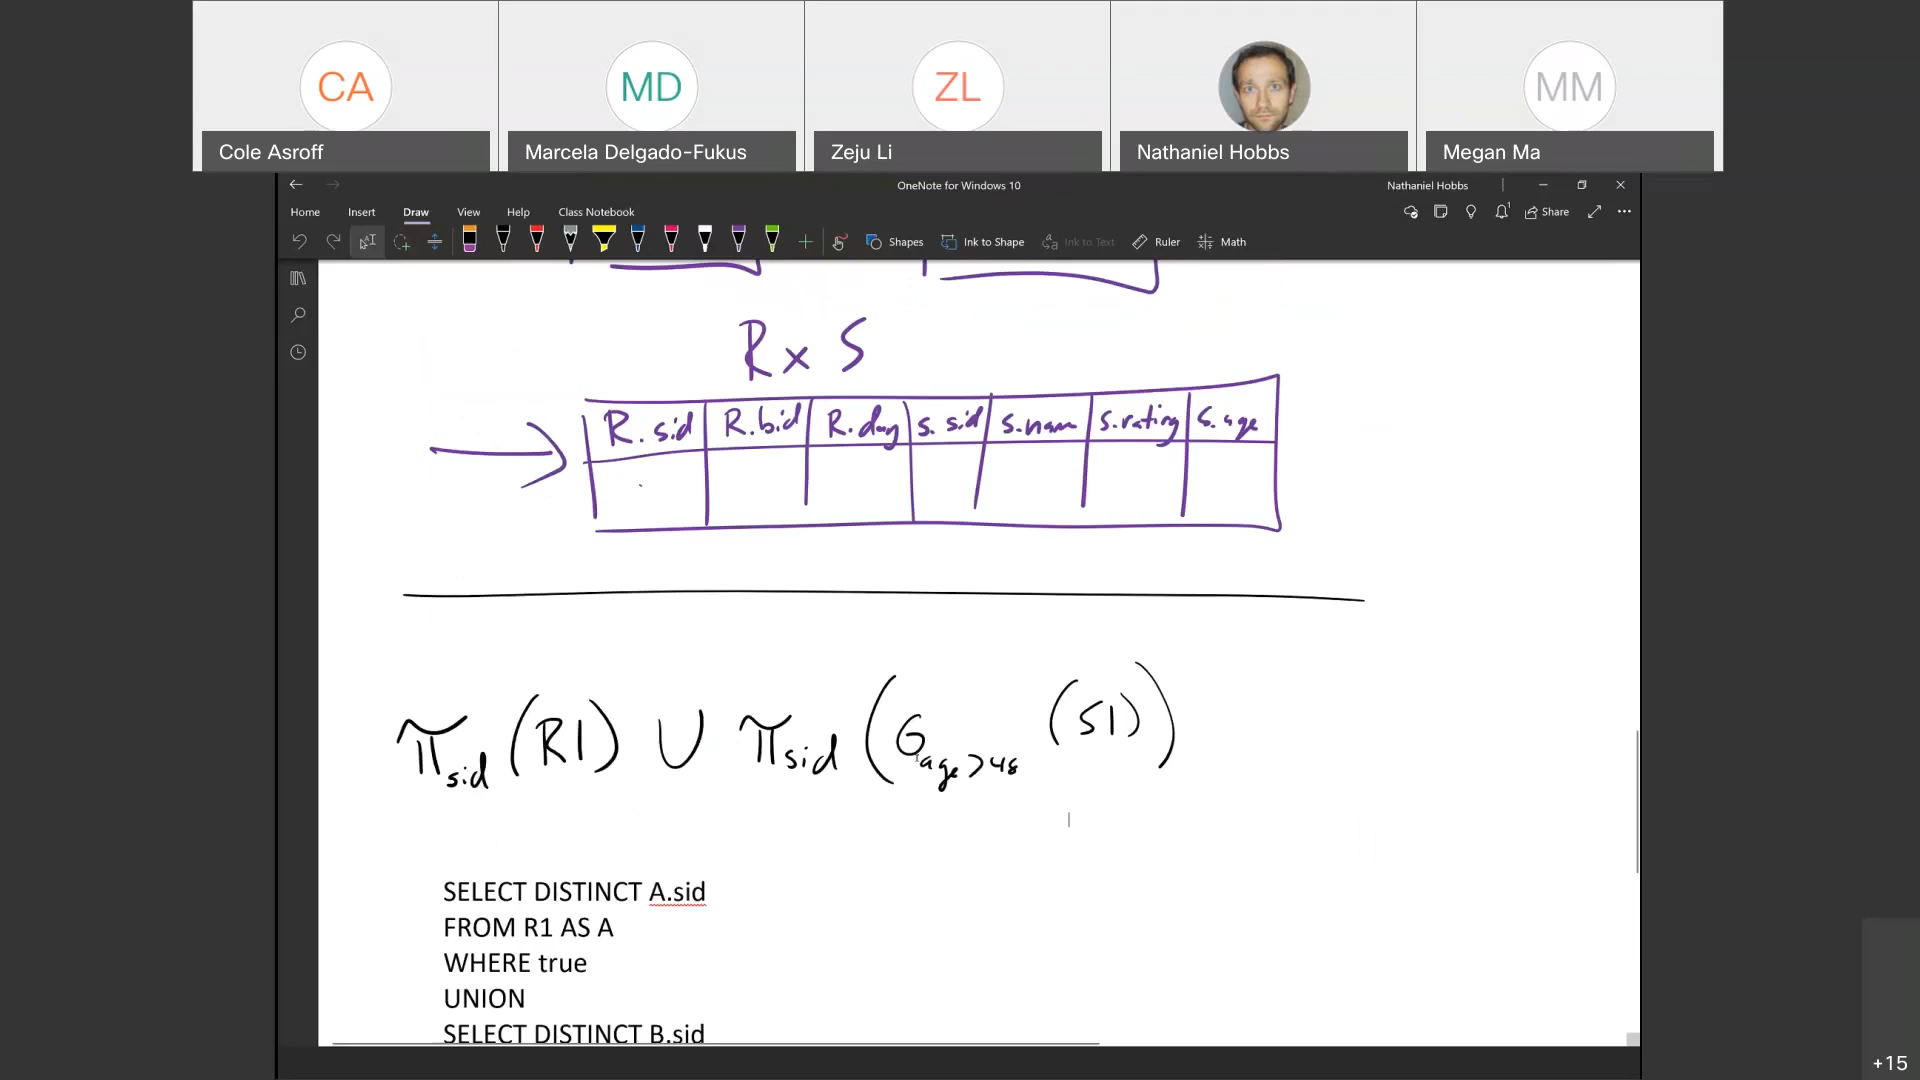 CA MD ZL MM
Cole Asroff Marcela Delgado-Fukus Zeju Li Nathaniel Hobbs Megan Ma
OneNote for Windows 10 Nathaniel Hobbs
Home Insert Draw View Help Class Notebook 1 Share
Shapes Ink to Shape Ink to Text Ruler Math
R x S
R.sid R.bid R.day s.sid s.nam s.rating s.age
π sid (R1) ∪ π sid (σ age > 48 (S1))
SELECT DISTINCT A.sid
FROM R1 AS A
WHERE true
UNION
SELECT DISTINCT B.sid
+15